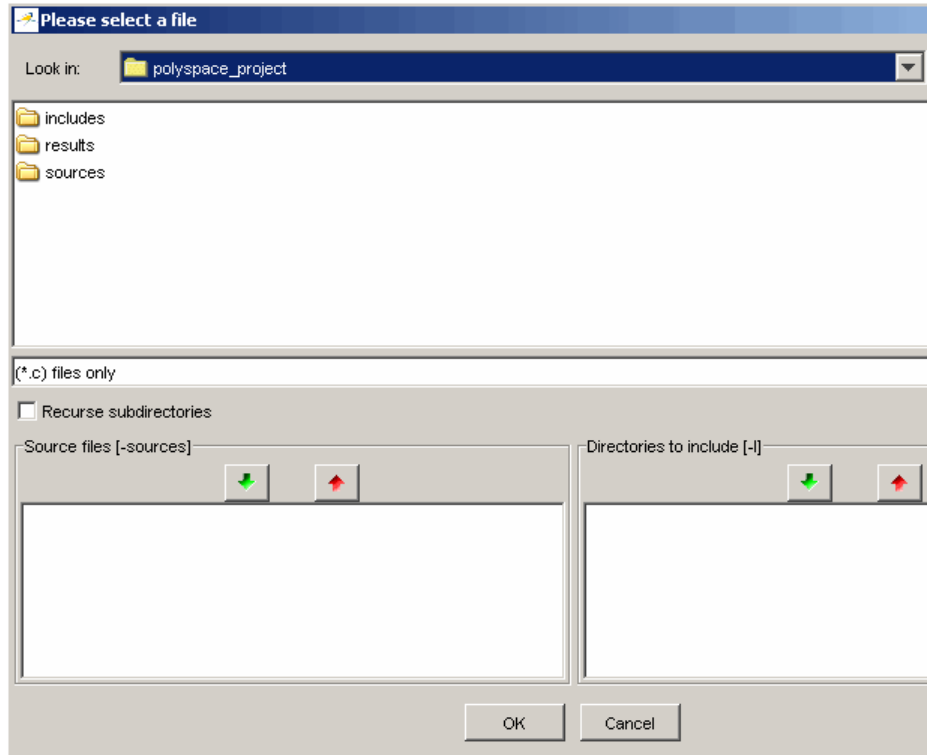 Please select a file
Look in: polyspace_project
includes
results
sources
(*.c) files only
Recurse subdirectories
Source files [-sources] Directories to include [-I]
OK Cancel